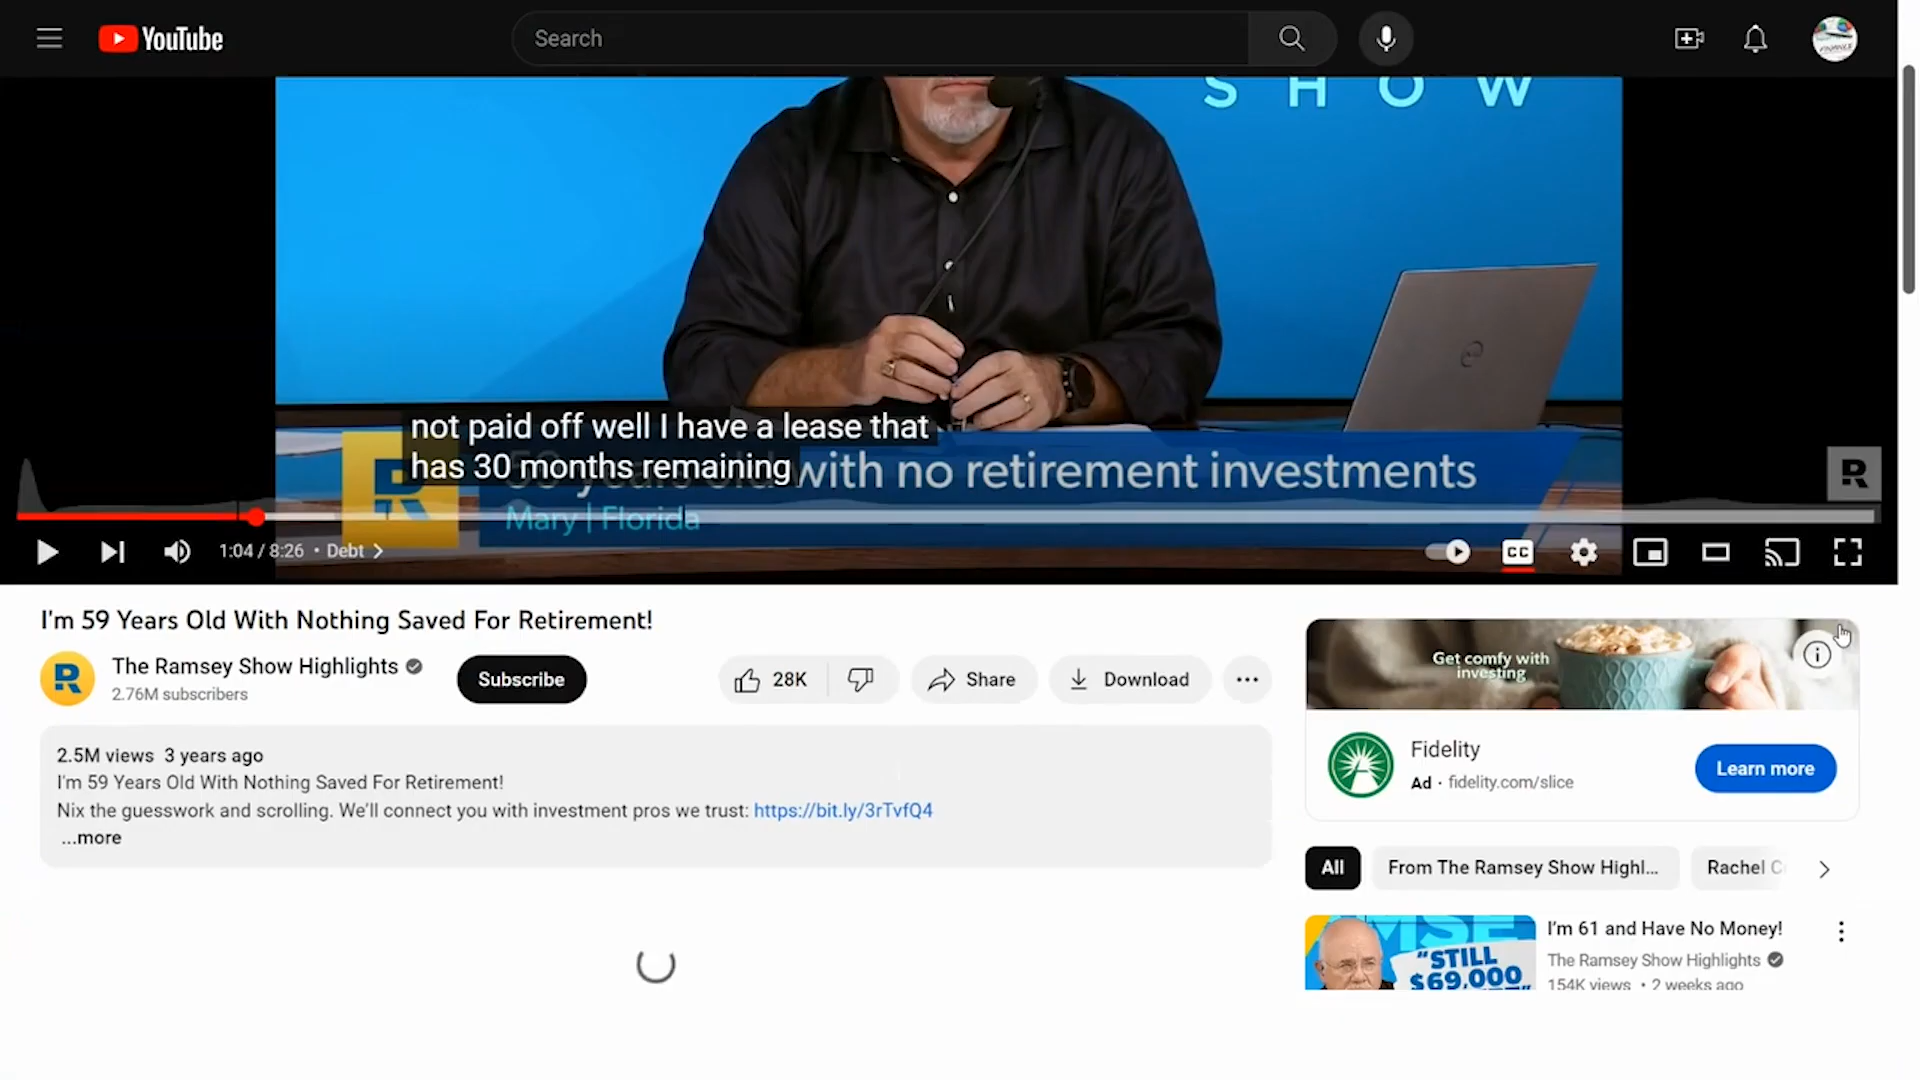 YouTube
Search
SHOW
not paid off well I have a lease that
has 30 months remaining
with no retirement investments
Mary | Florida
R
1:04 / 8:26 • Debt
CC
I'm 59 Years Old With Nothing Saved For Retirement!
R
The Ramsey Show Highlights
2.76M subscribers
Subscribe
28K
Share
Download
2.5M views 3 years ago
I'm 59 Years Old With Nothing Saved For Retirement!
Nix the guesswork and scrolling. We'll connect you with investment pros we trust: https://bit.ly/3rTvfQ4
...more
Get comfy with
investing
Fidelity
Ad · fidelity.com/slice
Learn more
All
From The Ramsey Show Highl...
Rachel C
"STILL
$69,000
I'm 61 and Have No Money!
The Ramsey Show Highlights
154K views • 2 weeks ago